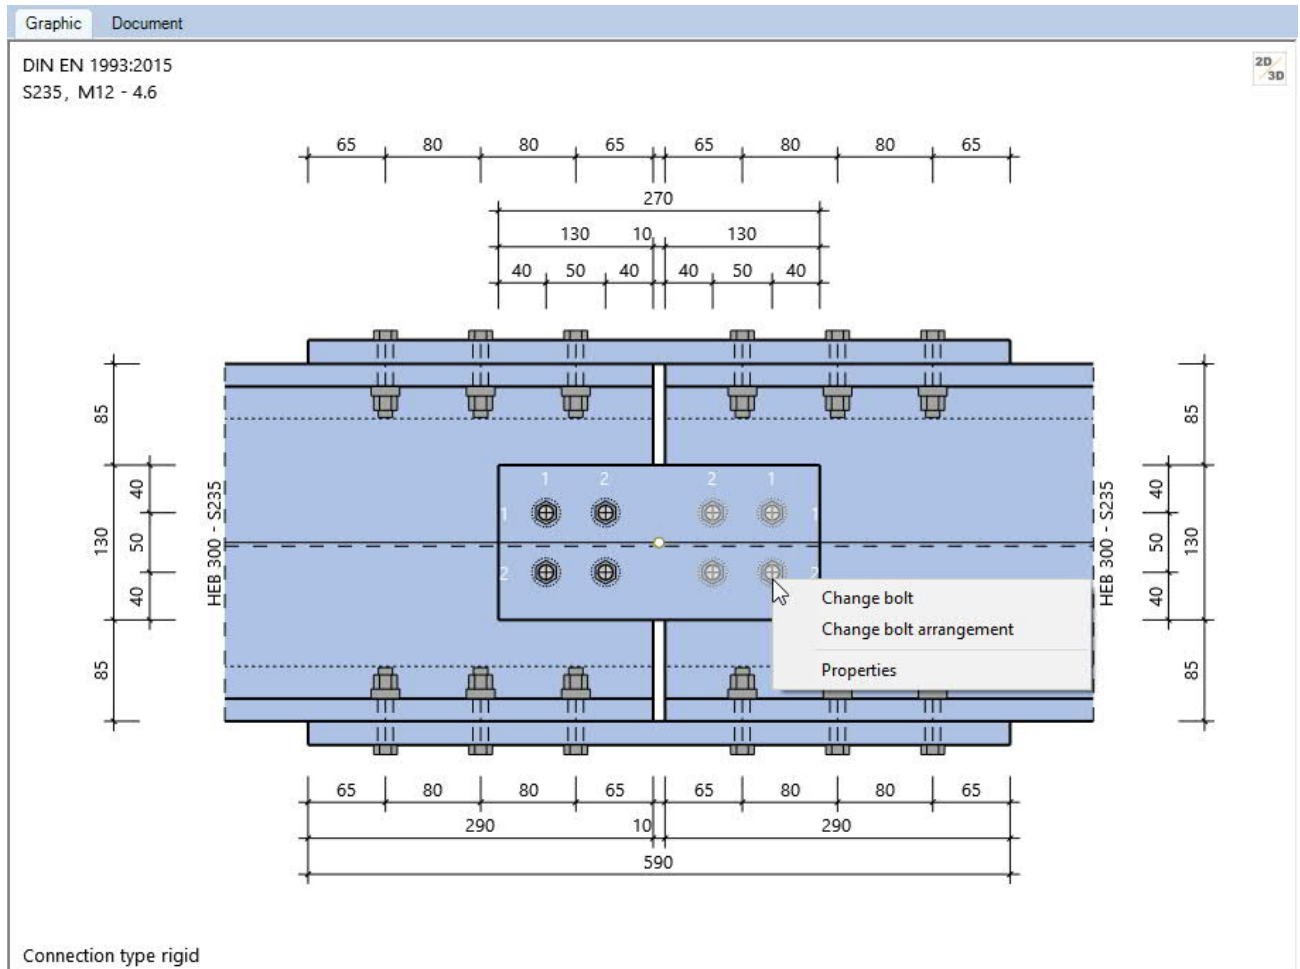 Graphic Document
DIN EN 1993:2015
S235, M12 - 4.6
2D/3D
65 80 80 65 65 80 80 65
270
130 10 130
40 50 40 40 50 40
85
40
130 50
40
85
HEB 300 - S235
1 2 2 1
1 1
2 2
HEB 300 - S235
85
40
50 130
40
85
Change bolt
Change bolt arrangement
Properties
65 80 80 65 65 80 80 65
290 10 290
590
Connection type rigid